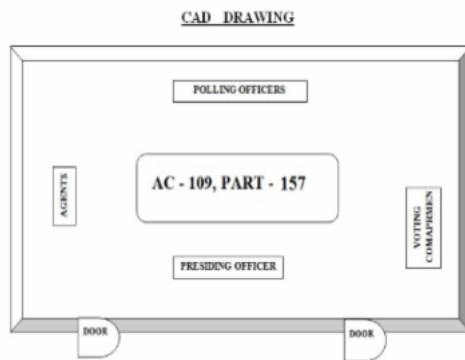 CAD DRAWING
POLLING OFFICERS
AGENTS
AC - 109, PART - 157
VOTING
COMAPRMEN
PRESIDING OFFICER
DOOR
DOOR